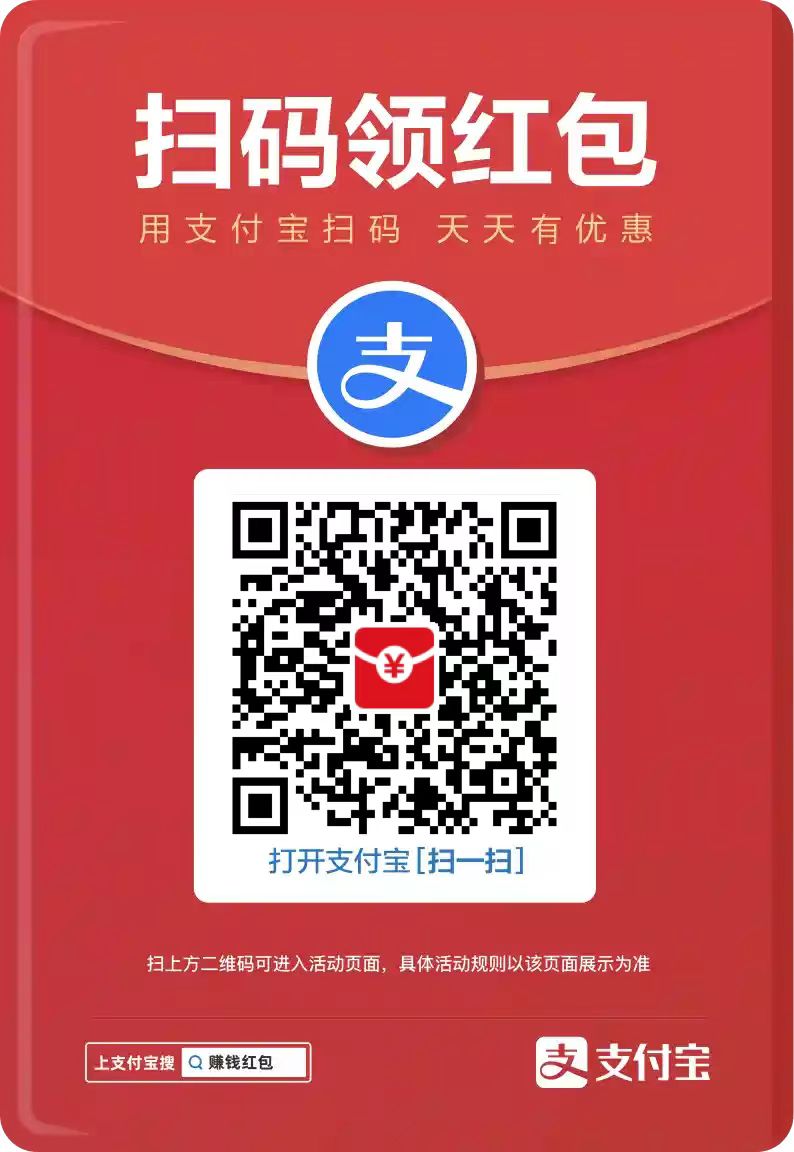 扫码领红包
用支付宝扫码 天天有优惠
支
¥
打开支付宝[扫一扫]
扫上方二维码可进入活动页面，具体活动规则以该页面展示为准
上支付宝搜 赚钱红包
支 支付宝